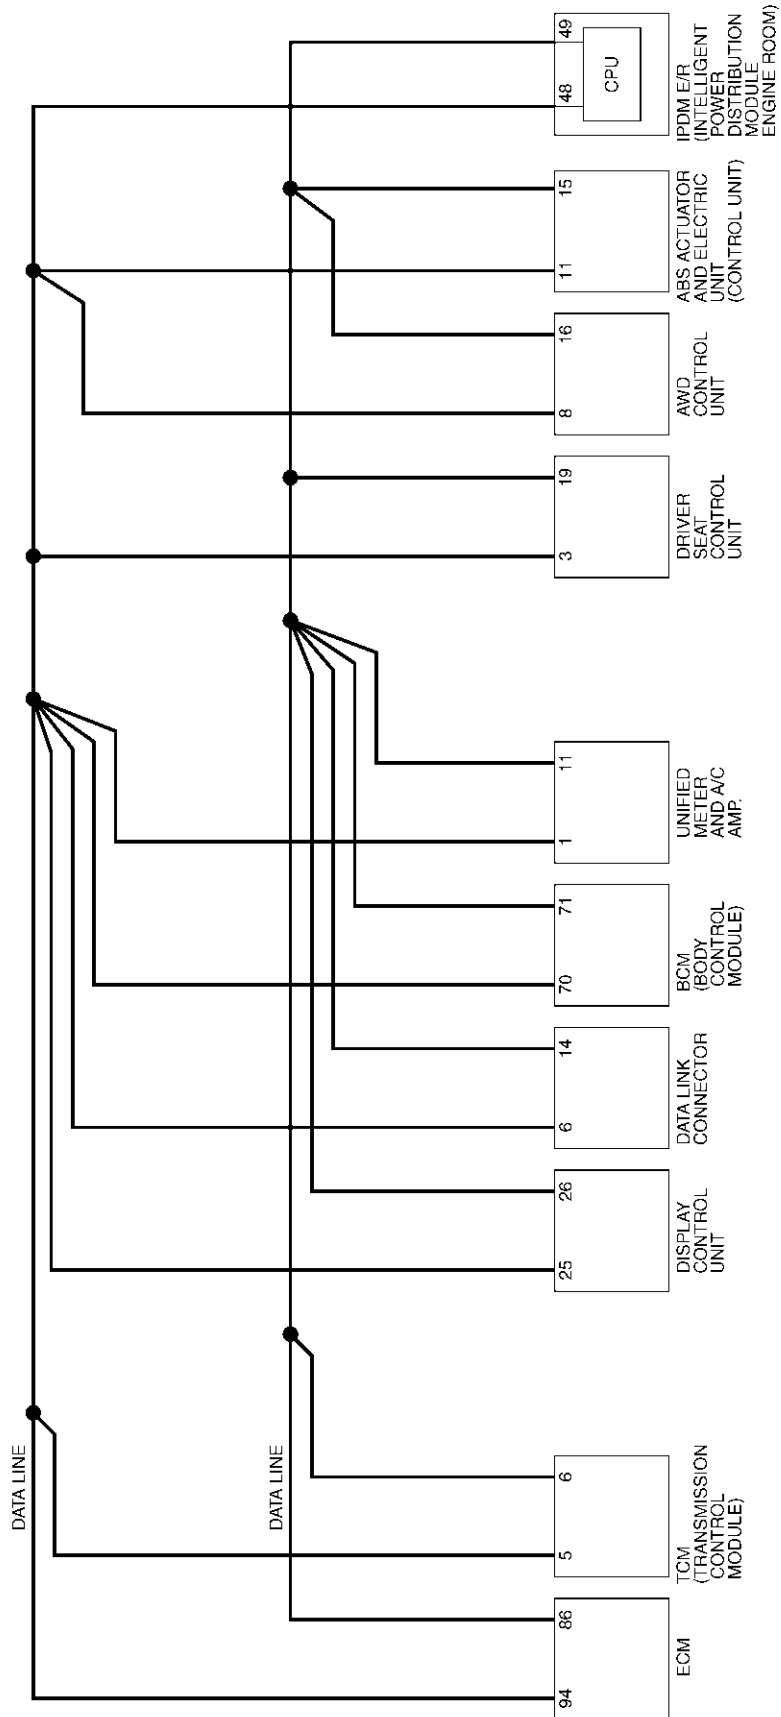 DATA LINE
DATA LINE
94
86
ECM
5
6
TCM
(TRANSMISSION
CONTROL
MODULE)
25
26
DISPLAY
CONTROL
UNIT
6
14
DATA LINK
CONNECTOR
70
71
BCM
(BODY
CONTROL
MODULE)
1
11
UNIFIED
METER
AND A/C
AMP.
3
19
DRIVER
SEAT
CONTROL
UNIT
8
16
AWD
CONTROL
UNIT
11
15
ABS ACTUATOR
AND ELECTRIC
UNIT
(CONTROL UNIT)
48
49
CPU
IPDM E/R
(INTELLIGENT
POWER
DISTRIBUTION
MODULE
ENGINE ROOM)